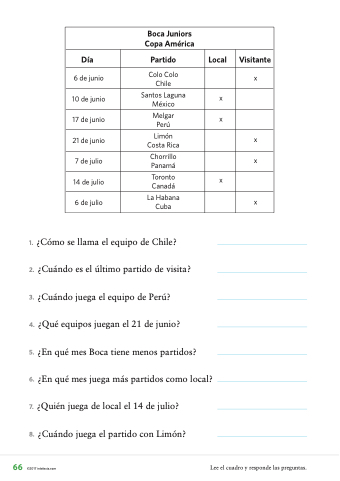 Boca Juniors
Copa América
Día Partido Local Visitante
6 de junio Colo Colo Chile x
10 de junio Santos Laguna México x
17 de junio Melgar Perú x
21 de junio Limón Costa Rica x
7 de julio Chorrillo Panamá x
14 de julio Toronto Canadá x
6 de julio La Habana Cuba x
1. ¿Cómo se llama el equipo de Chile?
2. ¿Cuándo es el último partido de visita?
3. ¿Cuándo juega el equipo de Perú?
4. ¿Qué equipos juegan el 21 de junio?
5. ¿En qué mes Boca tiene menos partidos?
6. ¿En qué mes juega más partidos como local?
7. ¿Quién juega de local el 14 de julio?
8. ¿Cuándo juega el partido con Limón?
66 Lee el cuadro y responde las preguntas.